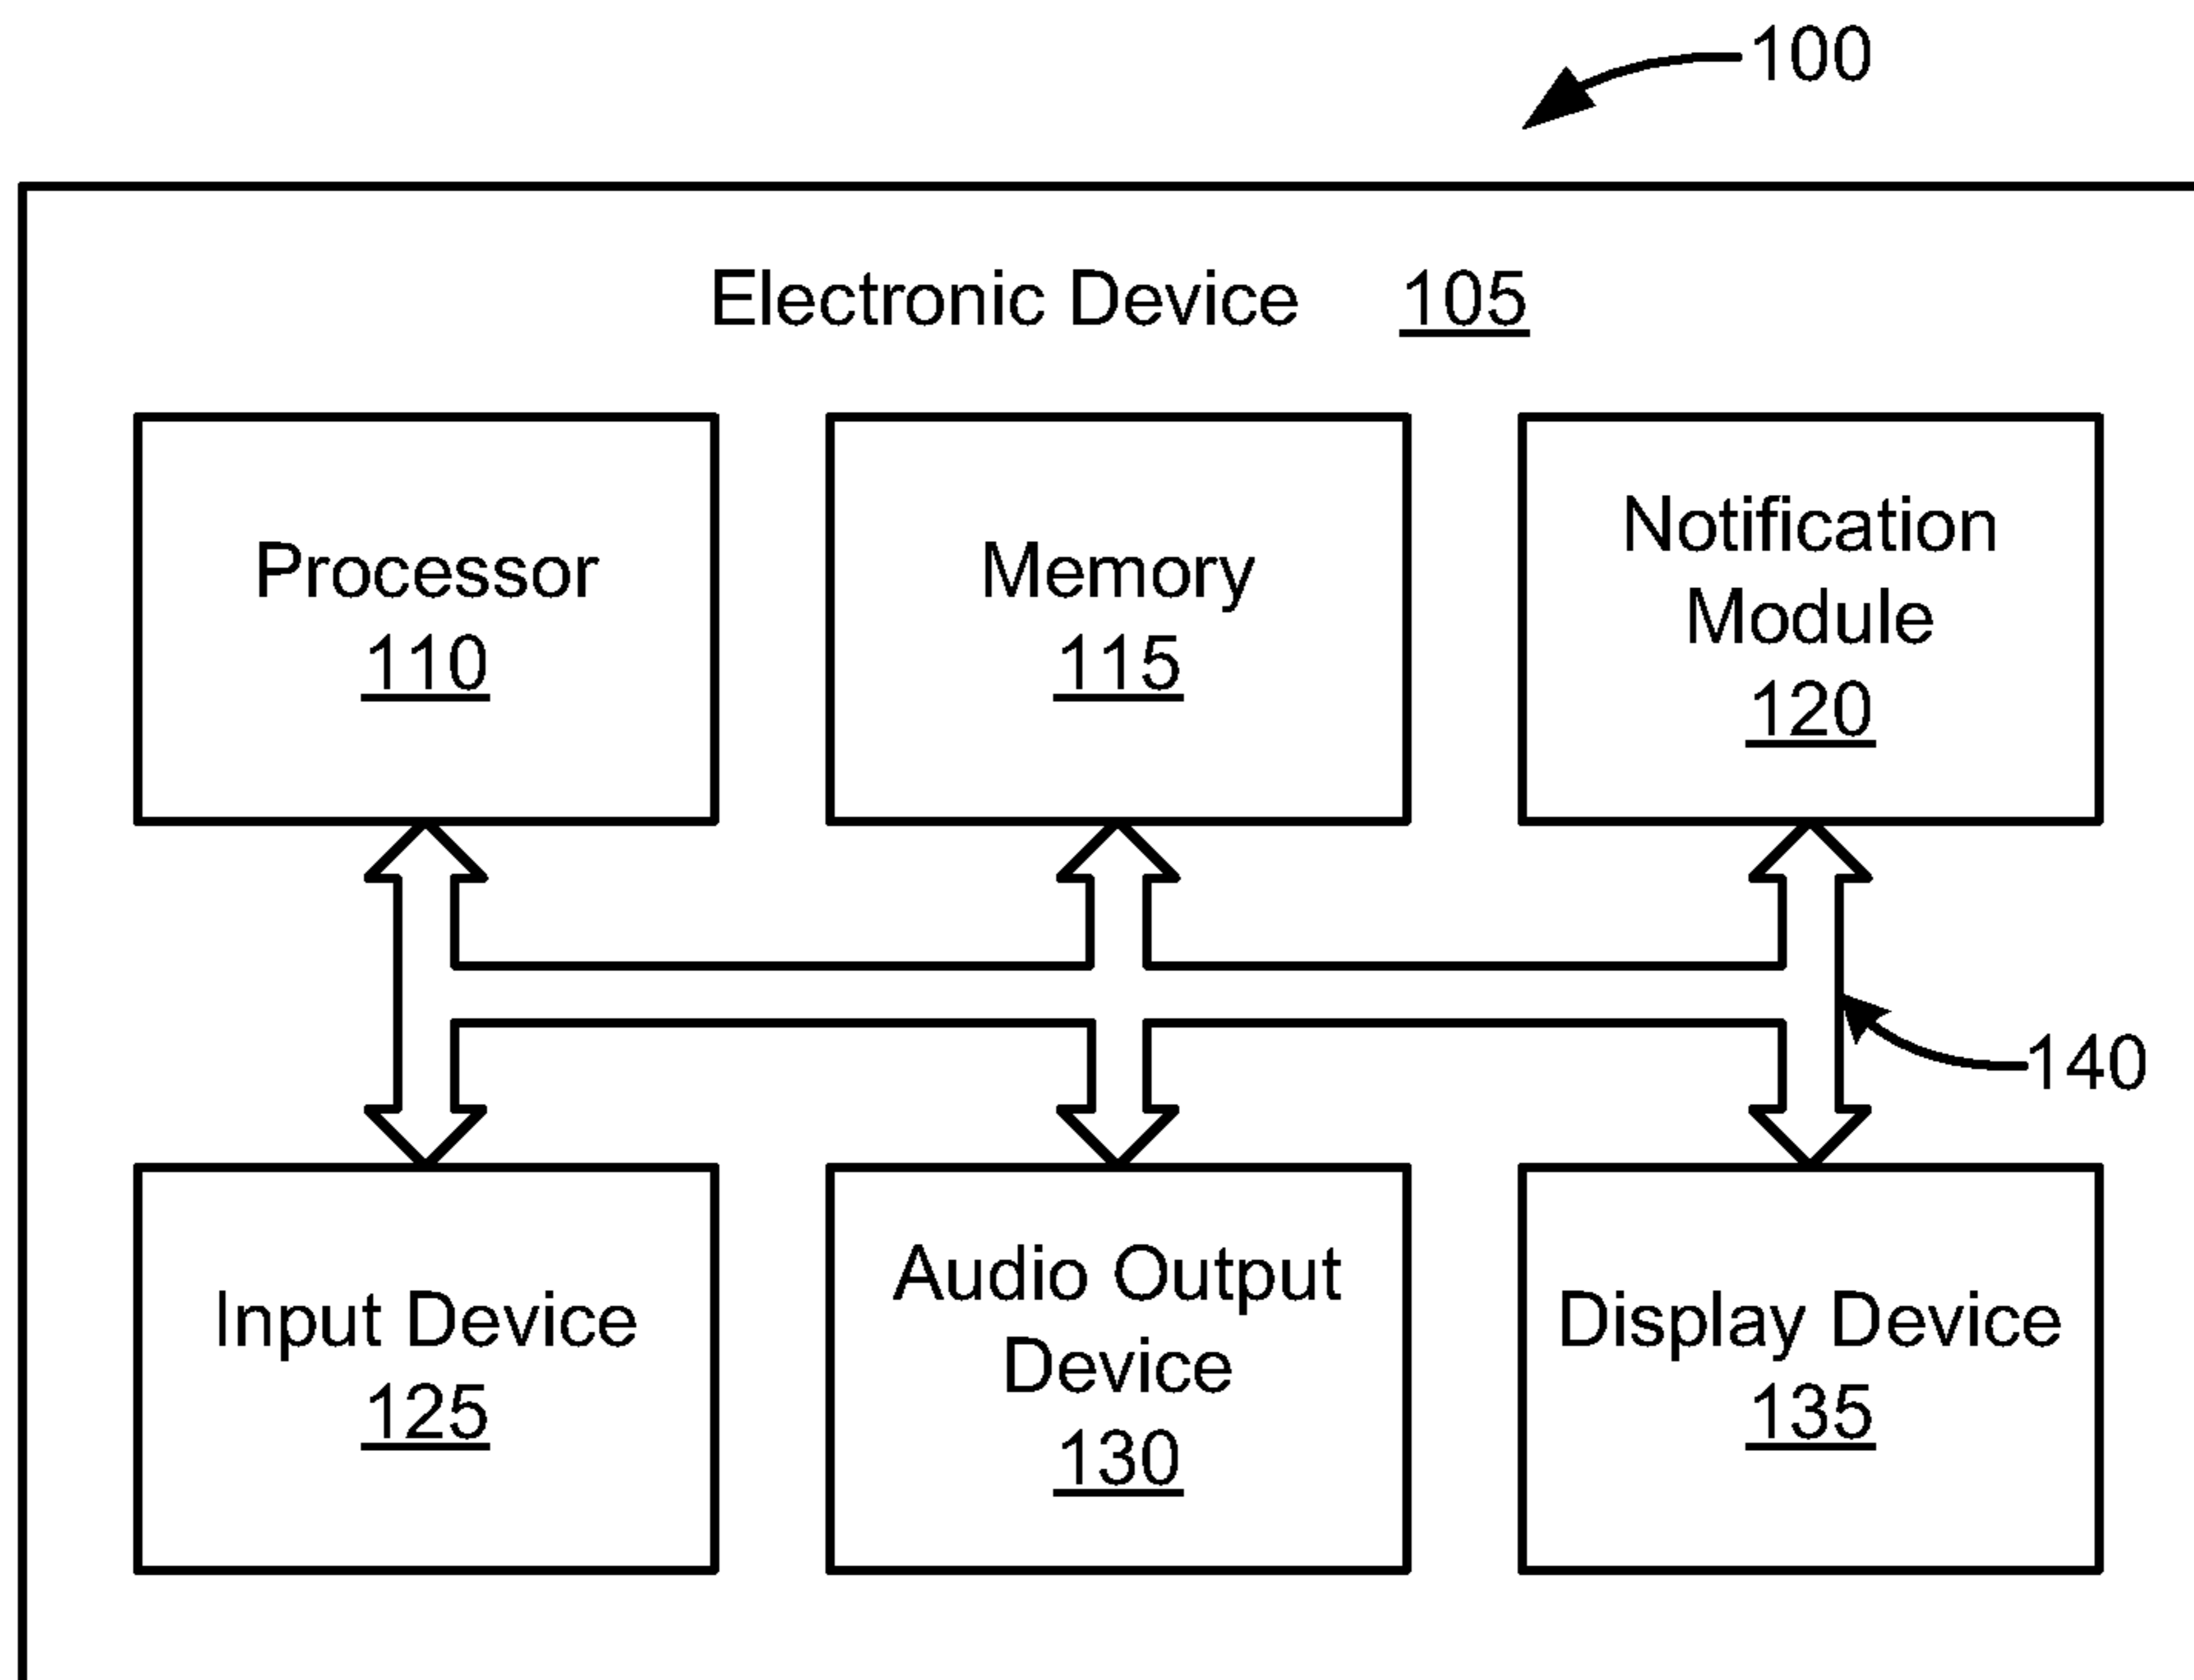 100
Electronic Device 105
Processor
110
Memory
115
Notification
Module
120
140
Input Device
125
Audio Output
Device
130
Display Device
135